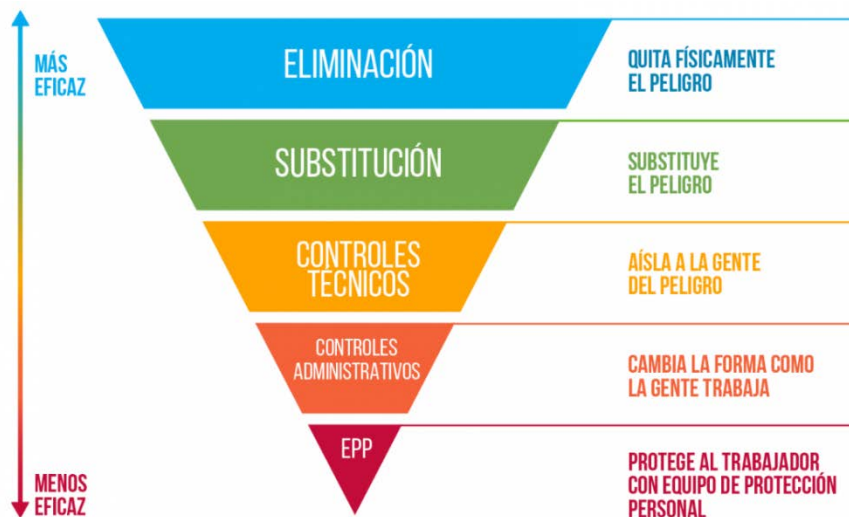 MÁS
EFICAZ
ELIMINACIÓN
QUITA FÍSICAMENTE
EL PELIGRO
SUBSTITUCIÓN
SUBSTITUYE
EL PELIGRO
CONTROLES
TÉCNICOS
AÍSLA A LA GENTE
DEL PELIGRO
CONTROLES
ADMINISTRATIVOS
CAMBIA LA FORMA COMO
LA GENTE TRABAJA
EPP
PROTEGE AL TRABAJADOR
CON EQUIPO DE PROTECCIÓN
PERSONAL
MENOS
EFICAZ